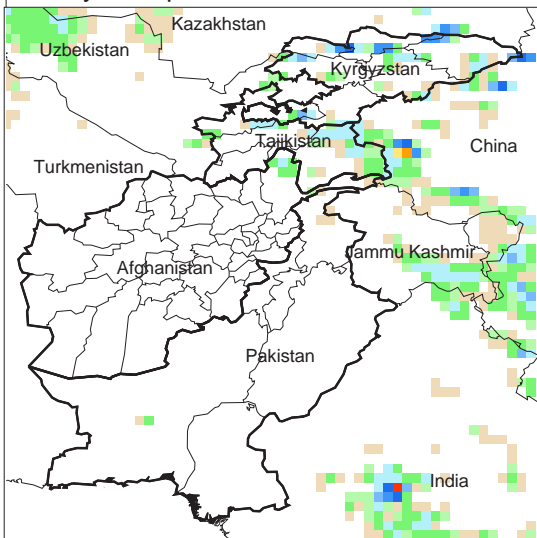 Kazakhstan
Uzbekistan
Kyrgyzstan
Tajikistan
China
Turkmenistan
Jammu Kashmir
Afghanistan
Pakistan
India